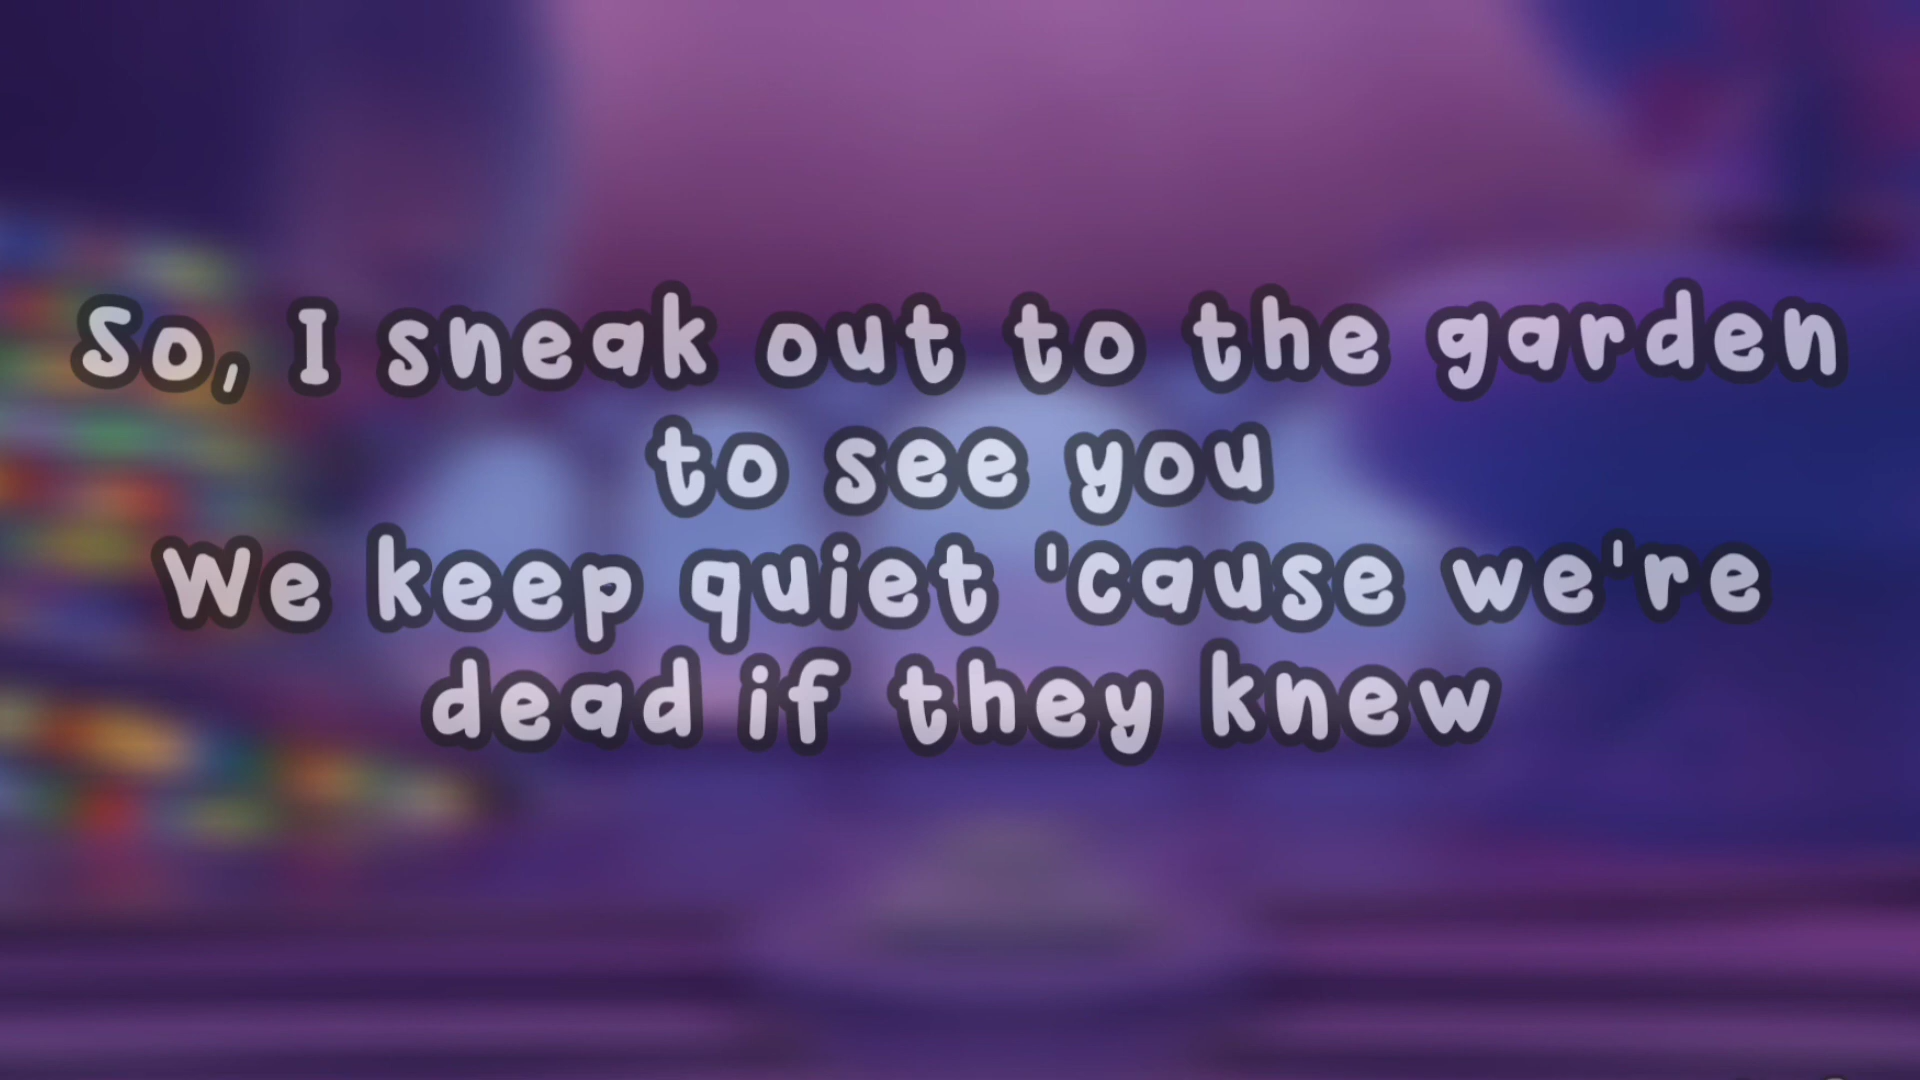 So, I sneak out to the garden
to see you
We keep quiet 'cause we're
dead if they knew